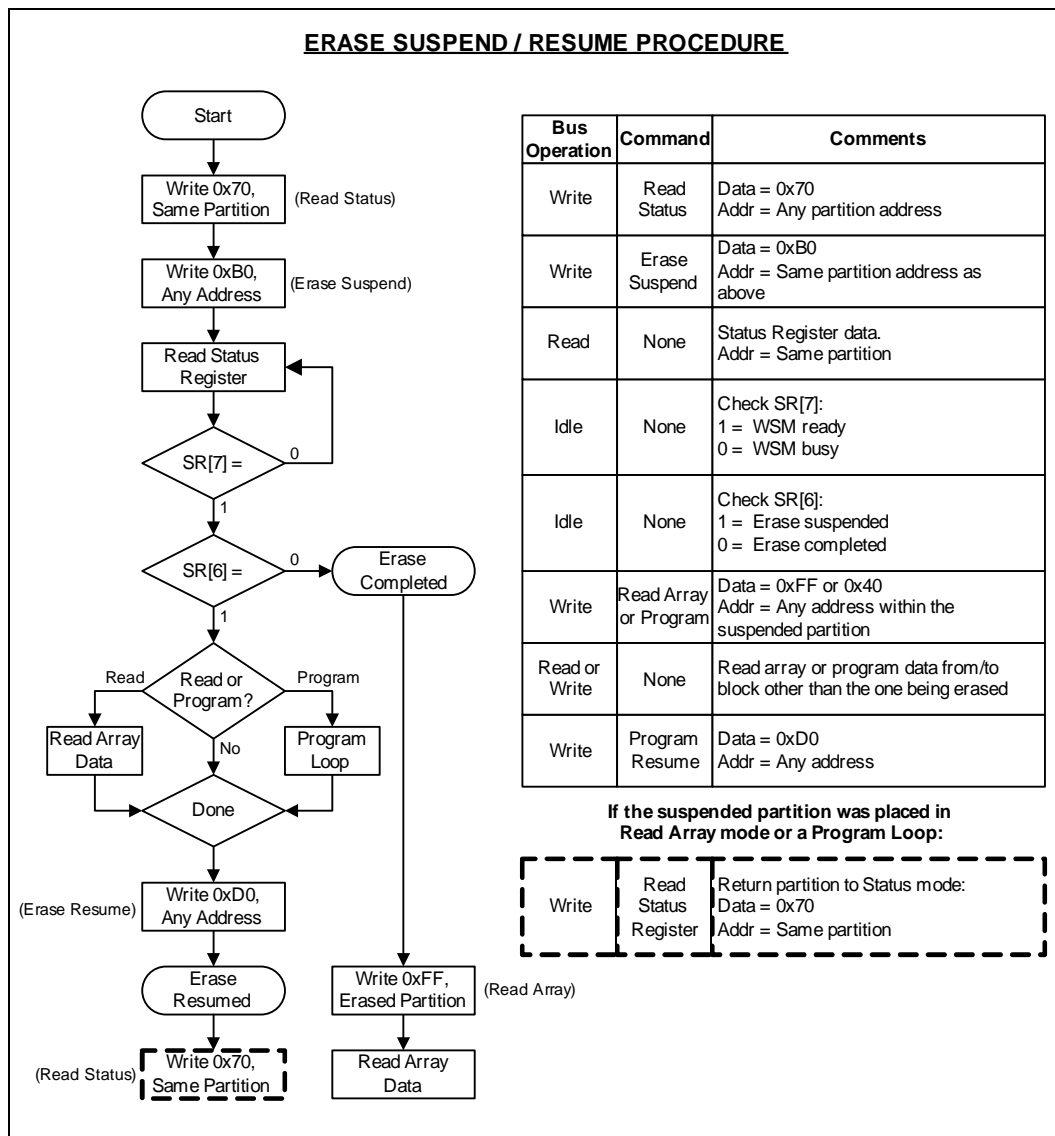 ERASE SUSPEND / RESUME PROCEDURE
Start
Write 0x70,
Same Partition
(Read Status)
Write 0xB0,
Any Address
(Erase Suspend)
Read Status
Register
SR[7] =
0
1
SR[6] =
0
Erase
Completed
1
Read
Read or
Program?
Program
Read Array
Data
No
Program
Loop
Done
(Erase Resume)
Write 0xD0,
Any Address
Erase
Resumed
Write 0xFF,
Erased Partition
(Read Array)
(Read Status)
Write 0x70,
Same Partition
Read Array
Data
Bus
Operation
Command
Comments
Write
Read
Status
Data = 0x70
Addr = Any partition address
Write
Erase
Suspend
Data = 0xB0
Addr = Same partition address as
above
Read
None
Status Register data.
Addr = Same partition
Idle
None
Check SR[7]:
1 = WSM ready
0 = WSM busy
Idle
None
Check SR[6]:
1 = Erase suspended
0 = Erase completed
Write
Read Array
or Program
Data = 0xFF or 0x40
Addr = Any address within the
suspended partition
Read or
Write
None
Read array or program data from/to
block other than the one being erased
Write
Program
Resume
Data = 0xD0
Addr = Any address
If the suspended partition was placed in
Read Array mode or a Program Loop:
Write
Read
Status
Register
Return partition to Status mode:
Data = 0x70
Addr = Same partition